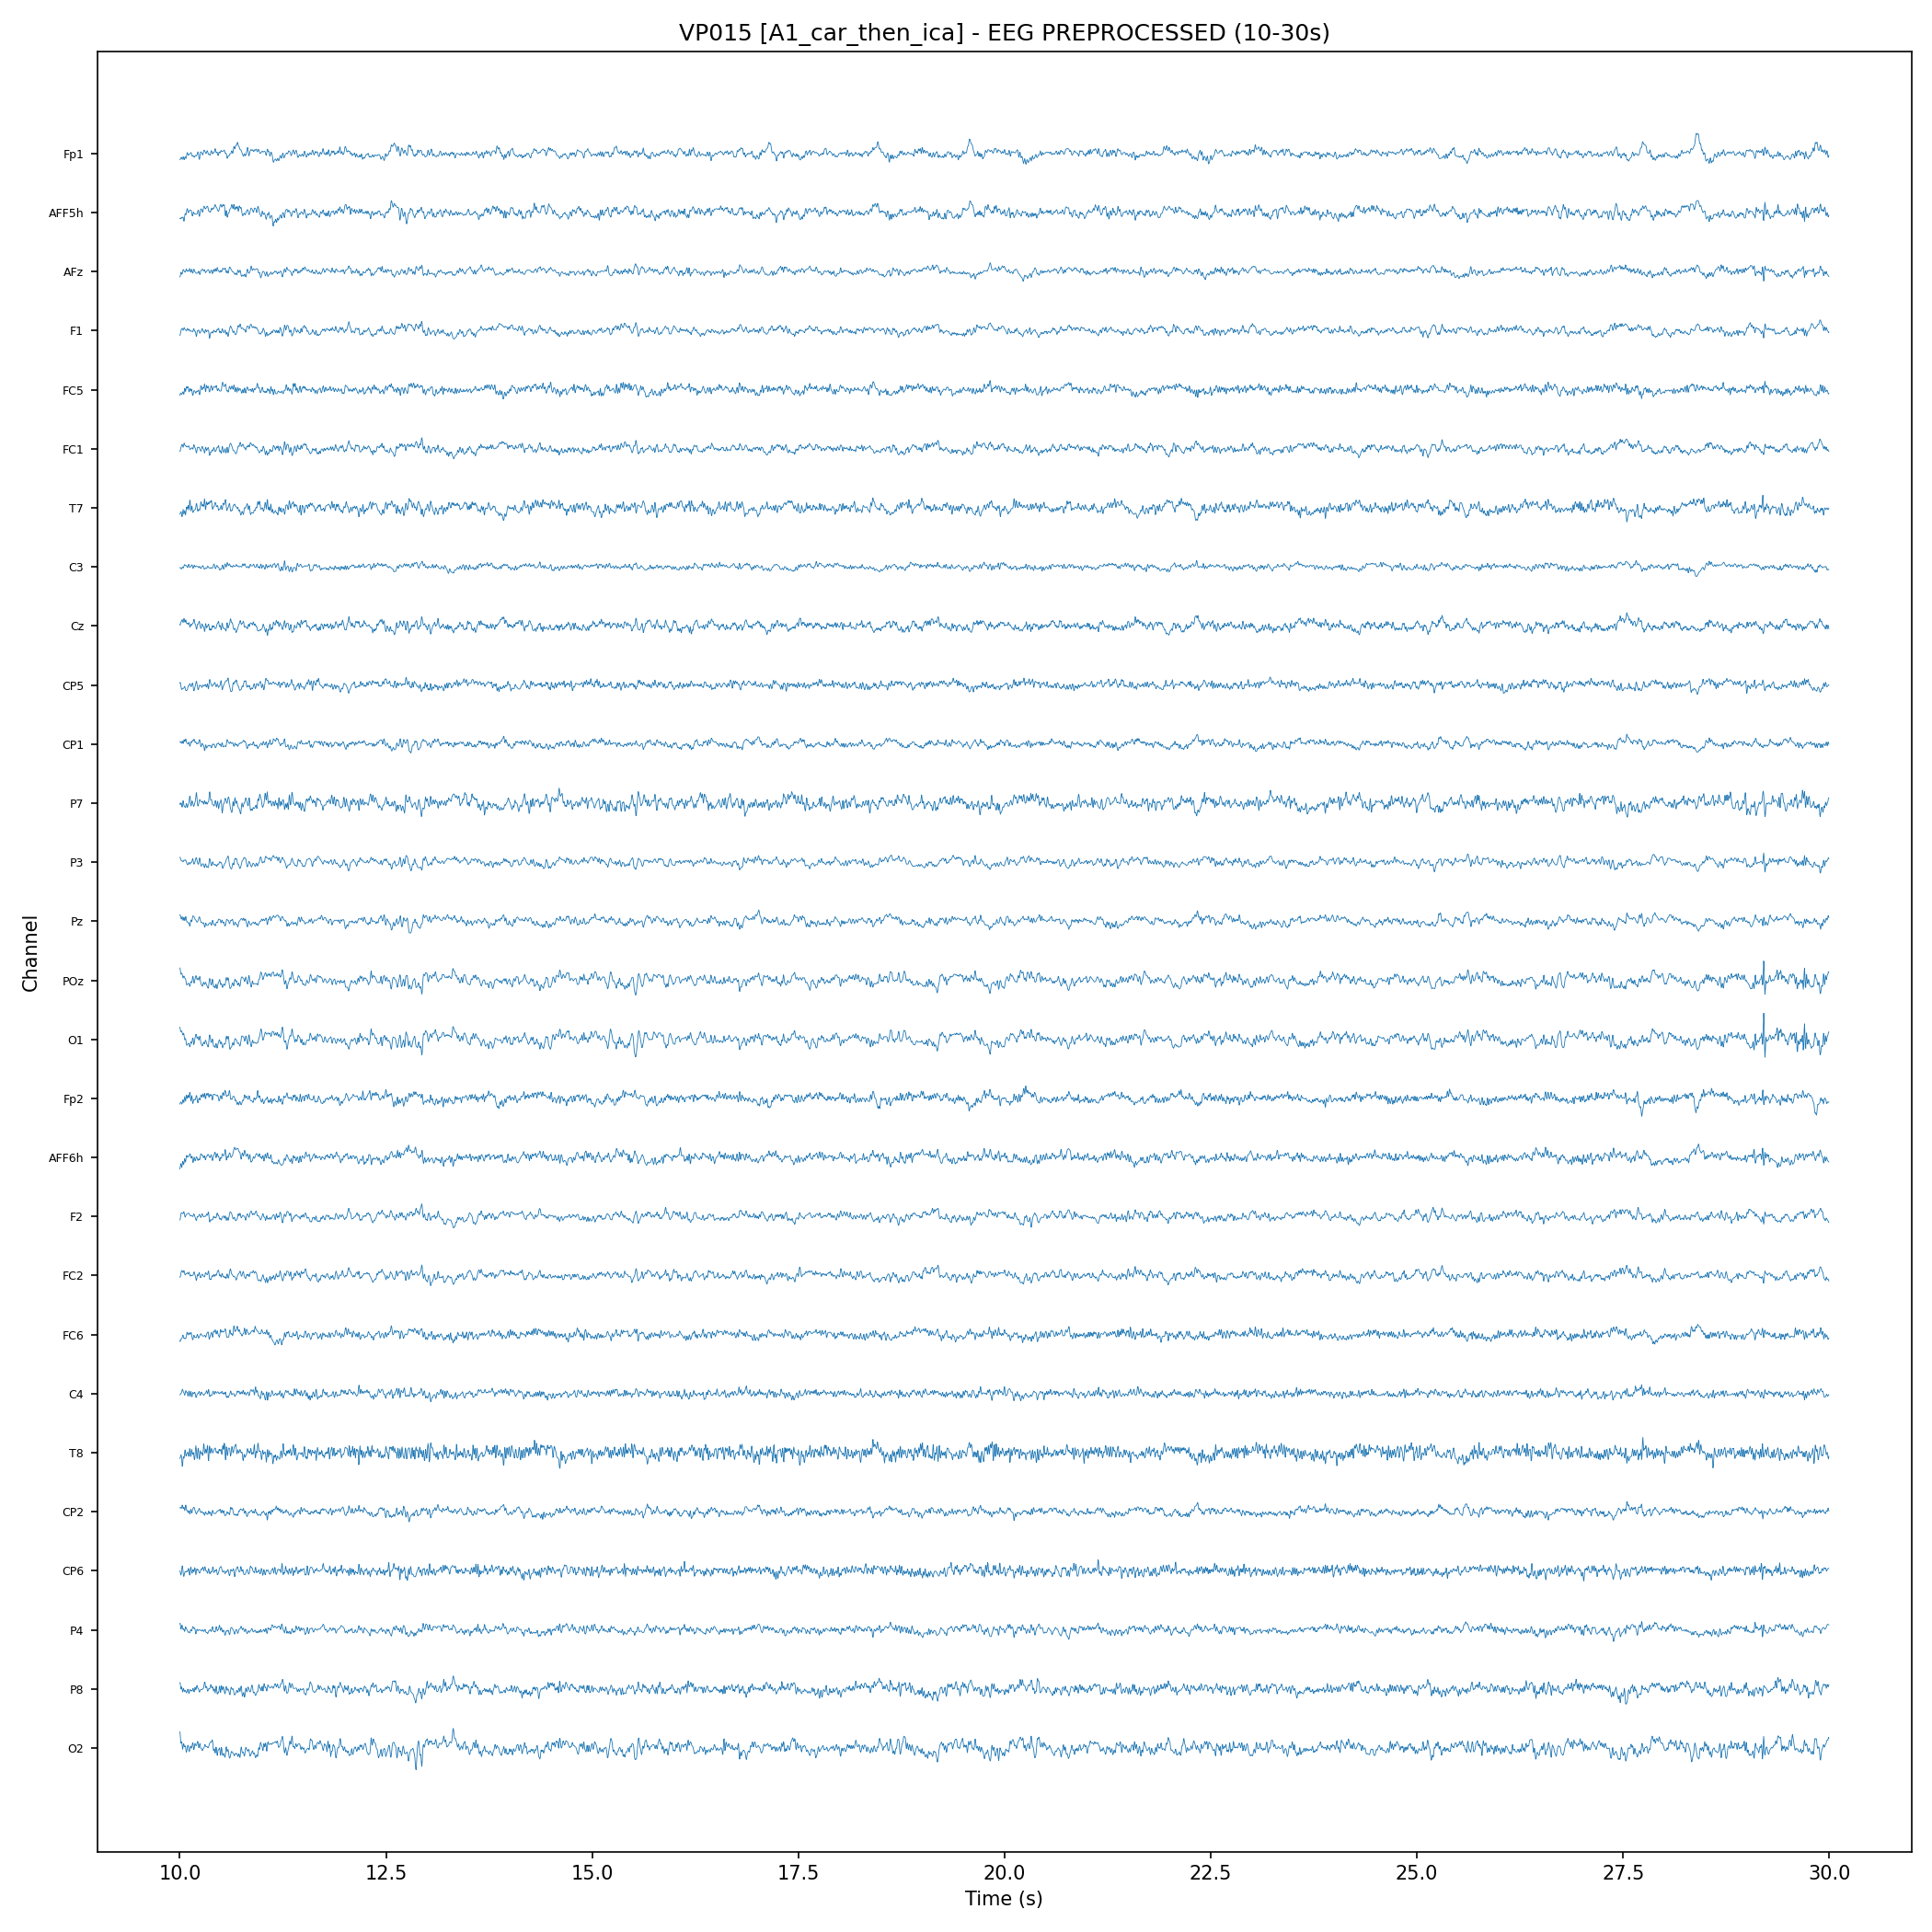 VP015 [A1_car_then_ica] - EEG PREPROCESSED (10-30s)
Channel
Fp1
AFF5h
AFz
F1
FC5
FC1
T7
C3
Cz
CP5
CP1
P7
P3
Pz
POz
O1
Fp2
AFF6h
F2
FC2
FC6
C4
T8
CP2
CP6
P4
P8
O2
10.0 12.5 15.0 17.5 20.0 22.5 25.0 27.5 30.0
Time (s)